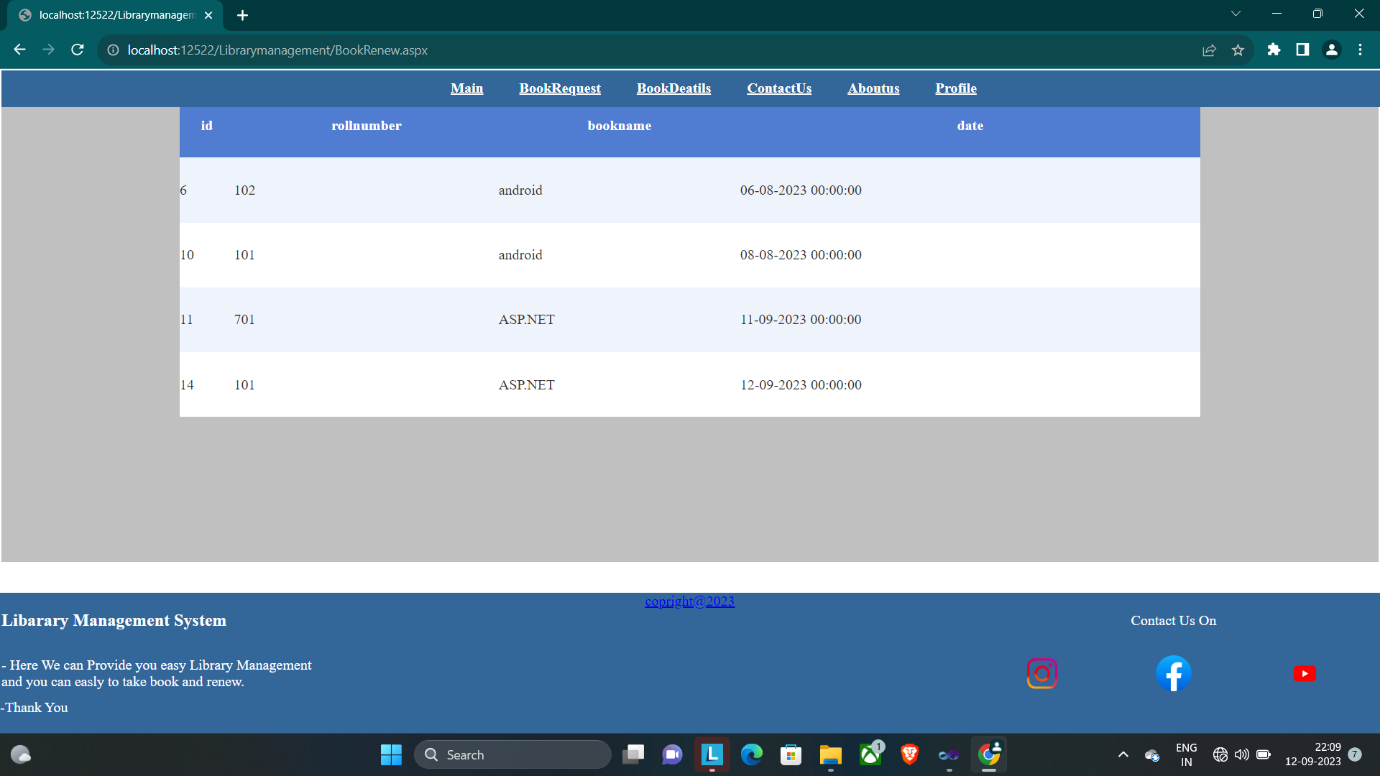 localhost:12522/Librarymanagem
localhost:12522/Librarymanagement/BookRenew.aspx
Main BookRequest BookDeatils ContactUs Aboutus Profile
id rollnumber bookname date
6 102 android 06-08-2023 00:00:00
10 101 android 08-08-2023 00:00:00
11 701 ASP.NET 11-09-2023 00:00:00
14 101 ASP.NET 12-09-2023 00:00:00
copright@2023
Libarary Management System
Contact Us On
- Here We can Provide you easy Library Management
and you can easly to take book and renew.
-Thank You
Search
L
1
ENG
IN
22:09
12-09-2023
7